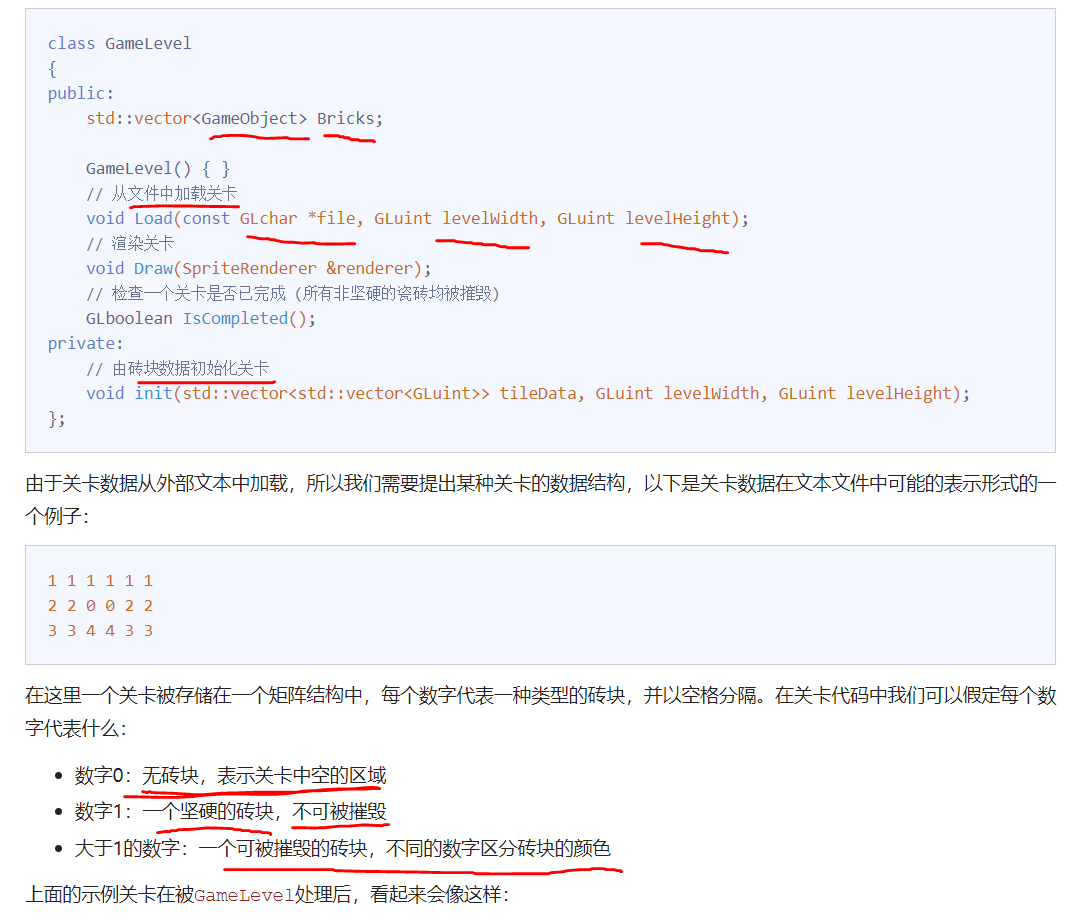 class GameLevel
{
public:
    std::vector<GameObject> Bricks;
    GameLevel() { }
    // 从文件中加载关卡
    void Load(const GLchar *file, GLuint levelWidth, GLuint levelHeight);
    // 渲染关卡
    void Draw(SpriteRenderer &renderer);
    // 检查一个关卡是否已完成 (所有非坚硬的瓷砖均被摧毁)
    GLboolean IsCompleted();
private:
    // 由砖块数据初始化关卡
    void init(std::vector<std::vector<GLuint>> tileData, GLuint levelWidth, GLuint levelHeight);
};
由于关卡数据从外部文本中加载，所以我们需要提出某种关卡的数据结构，以下是关卡数据在文本文件中可能的表示形式的一
个例子：
1 1 1 1 1 1
2 2 0 0 2 2
3 3 4 4 3 3
在这里一个关卡被存储在一个矩阵结构中，每个数字代表一种类型的砖块，并以空格分隔。在关卡代码中我们可以假定每个数
字代表什么：
• 数字0：无砖块，表示关卡中空的区域
• 数字1：一个坚硬的砖块，不可被摧毁
• 大于1的数字：一个可被摧毁的砖块，不同的数字区分砖块的颜色
上面的示例关卡在被GameLevel处理后，看起来会像这样：